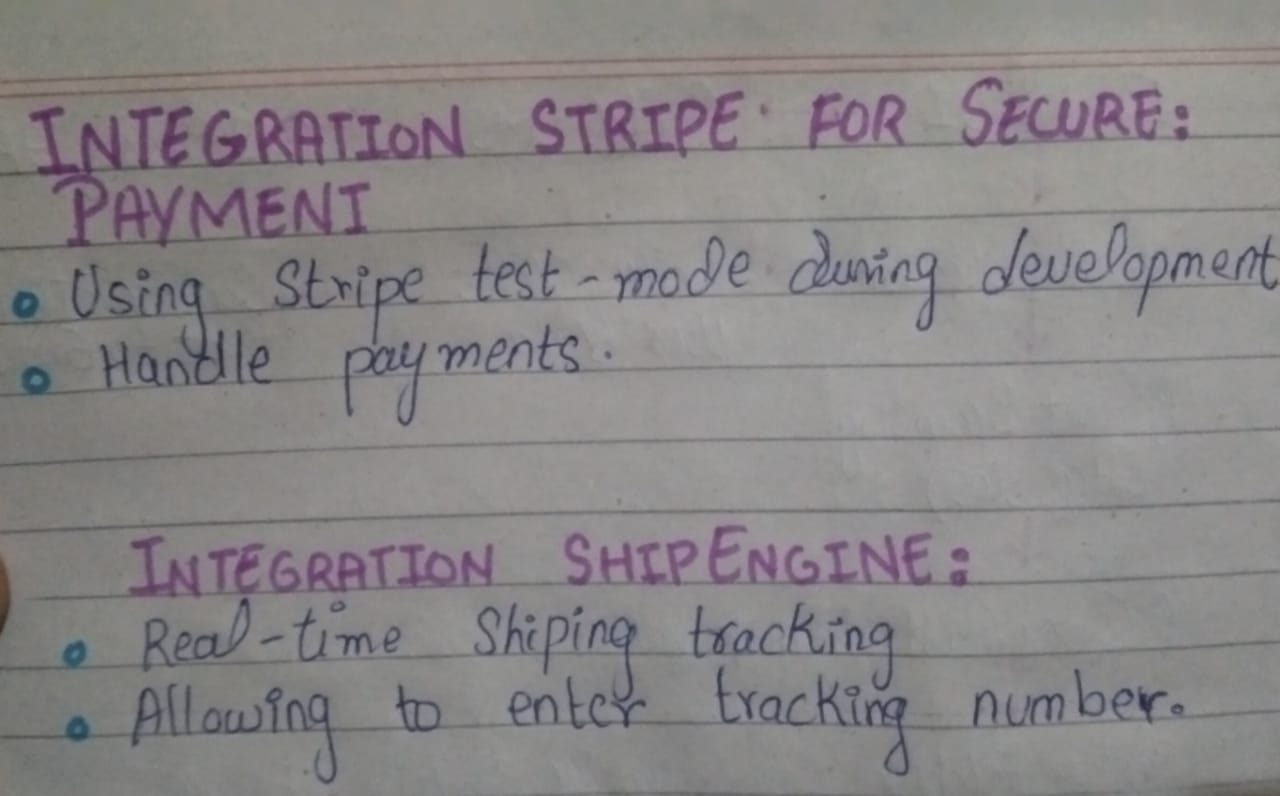 INTEGRATION STRIPE FOR SECURE:
PAYMENT
Using Stripe test-mode during development
Handle payments.
INTEGRATION SHIPENGINE:
Real-time Shiping tracking
Allowing to enter tracking number.